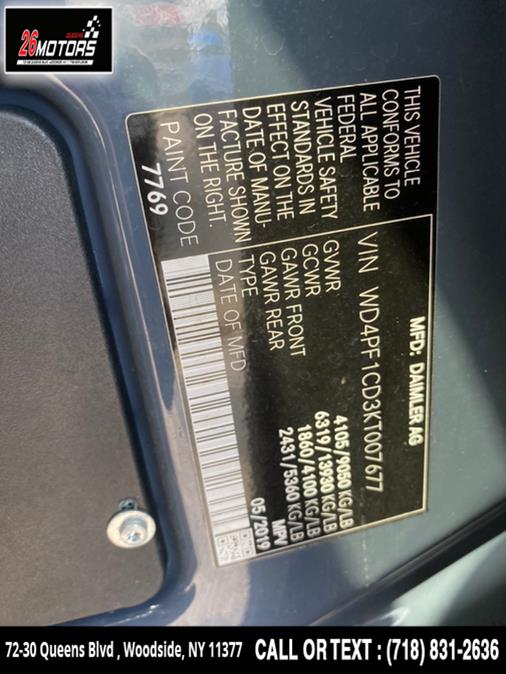 QUEENS
26 MOTORS
MFD: DAIMLER AG
VIN WD4PF1CD3KT007677
GVWR 4105/9050 KG/LB
GCWR 6319/13930 KG/LB
GAWR FRONT 1860/4100 KG/LB
GAWR REAR 2431/5360 KG/LB
TYPE MPV
DATE OF MFD 05/2019
THIS VEHICLE
CONFORMS TO
ALL APPLICABLE
FEDERAL
VEHICLE SAFETY
STANDARDS IN
EFFECT ON THE
DATE OF MANU-
FACTURE SHOWN
ON THE RIGHT.
PAINT CODE
7769
72-30 Queens Blvd , Woodside, NY 11377 CALL OR TEXT : (718) 831-2636